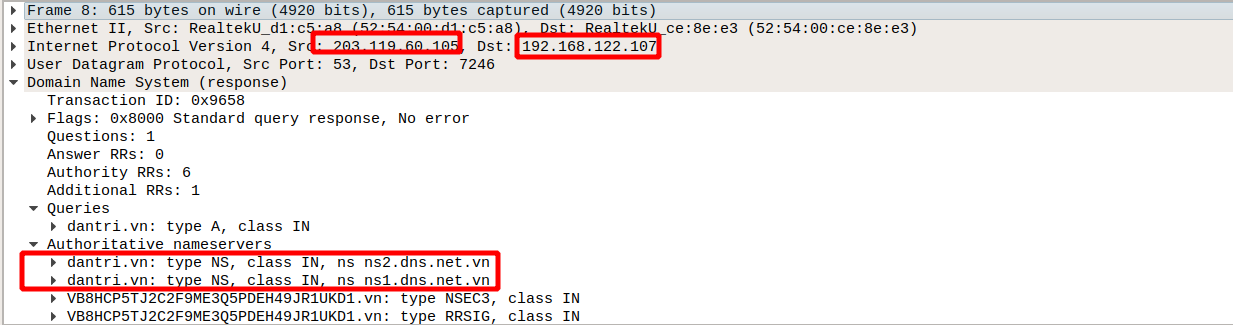 Frame 8: 615 bytes on wire (4920 bits), 615 bytes captured (4920 bits)
Ethernet II, Src: RealtekU_d1:c5:a8 (52:54:00:d1:c5:a8), Dst: RealtekU_ce:8e:e3 (52:54:00:ce:8e:e3)
Internet Protocol Version 4, Src: 203.119.60.105, Dst: 192.168.122.107
User Datagram Protocol, Src Port: 53, Dst Port: 7246
Domain Name System (response)
Transaction ID: 0x9658
Flags: 0x8000 Standard query response, No error
Questions: 1
Answer RRs: 0
Authority RRs: 6
Additional RRs: 1
Queries
dantri.vn: type A, class IN
Authoritative nameservers
dantri.vn: type NS, class IN, ns ns2.dns.net.vn
dantri.vn: type NS, class IN, ns ns1.dns.net.vn
VB8HCP5TJ2C2F9ME3Q5PDEH49JR1UKD1.vn: type NSEC3, class IN
VB8HCP5TJ2C2F9ME3Q5PDEH49JR1UKD1.vn: type RRSIG, class IN